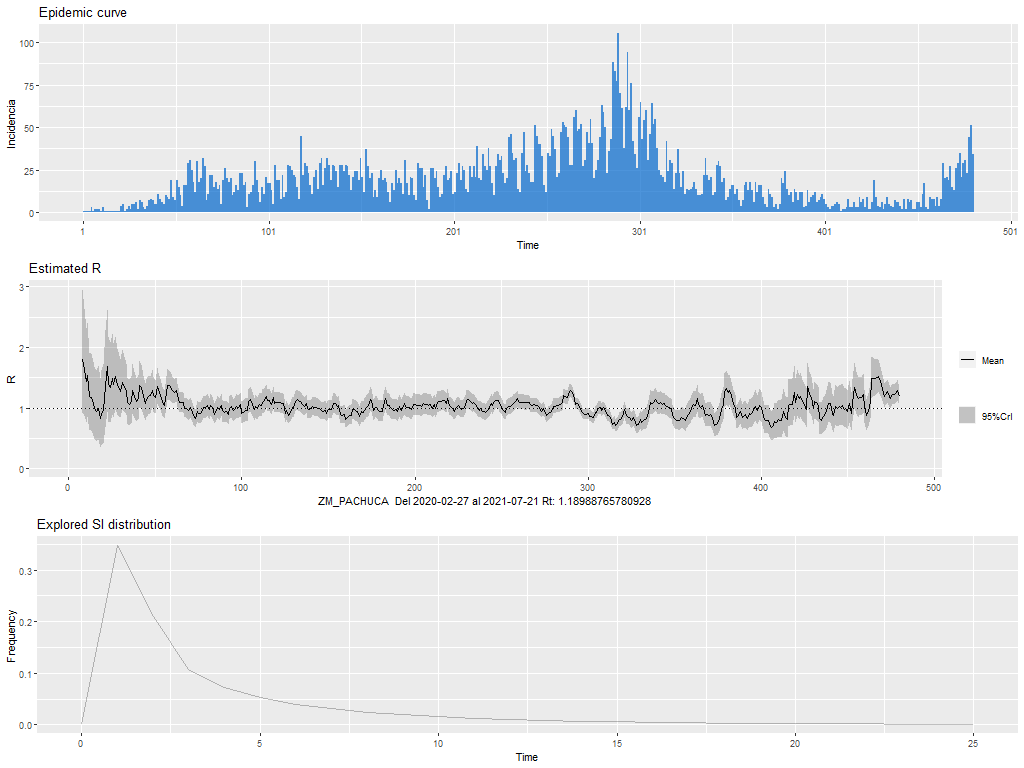 Epidemic curve
100
75
50
25
0
Incidencia
1
101
201
301
401
501
Time
Estimated R
3
2
1
0
R
Mean
95%CrI
0
100
200
300
400
500
ZM_PACHUCA Del 2020-02-27 al 2021-07-21 Rt: 1.18988765780928
Explored SI distribution
0.3
0.2
0.1
0.0
Frequency
0
5
10
15
20
25
Time